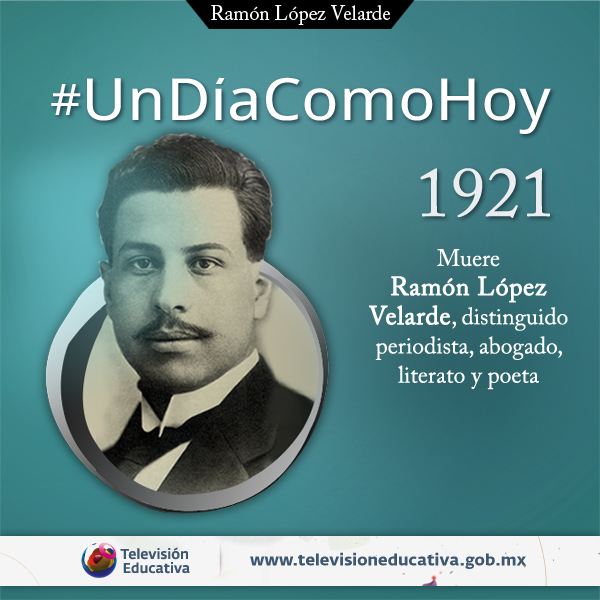 Ramón López Velarde
#UnDíaComoHoy
1921
Muere
Ramón López
Velarde, distinguido
periodista, abogado,
literato y poeta
Televisión
Educativa
www.televisioneducativa.gob.mx